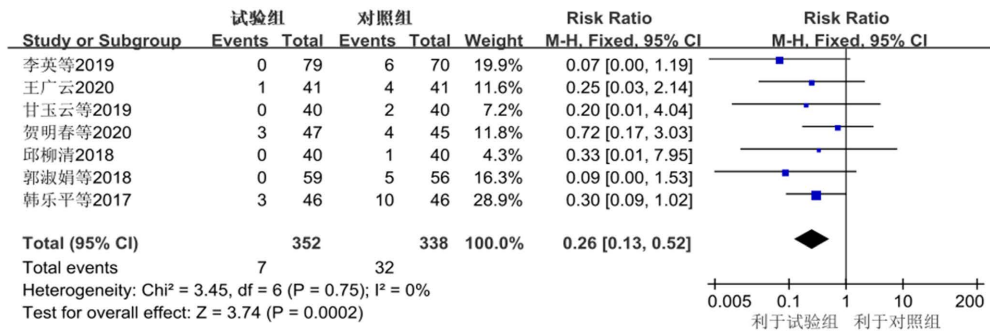 试验组 对照组 Risk Ratio Risk Ratio
Study or Subgroup Events Total Events Total Weight M-H, Fixed, 95% CI M-H, Fixed, 95% CI
李英等2019 0 79 6 70 19.9% 0.07 [0.00, 1.19]
王广云2020 1 41 4 41 11.6% 0.25 [0.03, 2.14]
甘玉云等2019 0 40 2 40 7.2% 0.20 [0.01, 4.04]
贺明春等2020 3 47 4 45 11.8% 0.72 [0.17, 3.03]
邱柳清2018 0 40 1 40 4.3% 0.33 [0.01, 7.95]
郭淑娟等2018 0 59 5 56 16.3% 0.09 [0.00, 1.53]
韩乐平等2017 3 46 10 46 28.9% 0.30 [0.09, 1.02]
Total (95% CI) 352 338 100.0% 0.26 [0.13, 0.52]
Total events 7 32
Heterogeneity: Chi² = 3.45, df = 6 (P = 0.75); I² = 0%
Test for overall effect: Z = 3.74 (P = 0.0002)
0.005 0.1 1 10 200
利于试验组 利于对照组